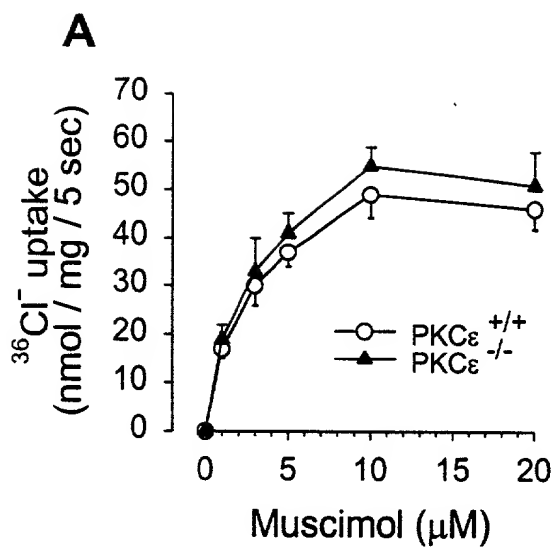 A
70
60
50
40
30
20
10
0
³⁶Cl⁻ uptake
(nmol / mg / 5 sec)
PKCε +/+
PKCε -/-
0 5 10 15 20
Muscimol (μM)